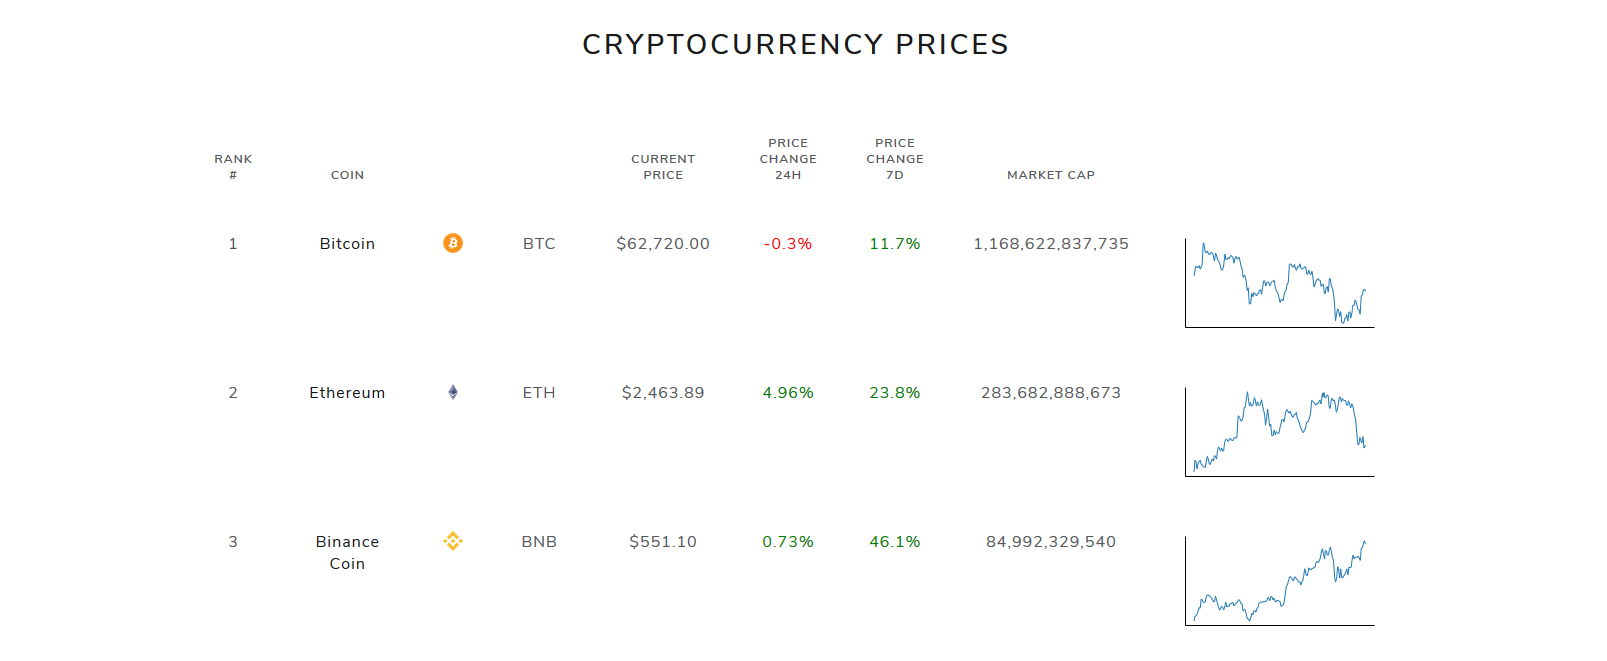 CRYPTOCURRENCY PRICES
RANK # COIN CURRENT PRICE PRICE CHANGE 24H PRICE CHANGE 7D MARKET CAP
1 Bitcoin BTC $62,720.00 -0.3% 11.7% 1,168,622,837,735
2 Ethereum ETH $2,463.89 4.96% 23.8% 283,682,888,673
3 Binance Coin BNB $551.10 0.73% 46.1% 84,992,329,540